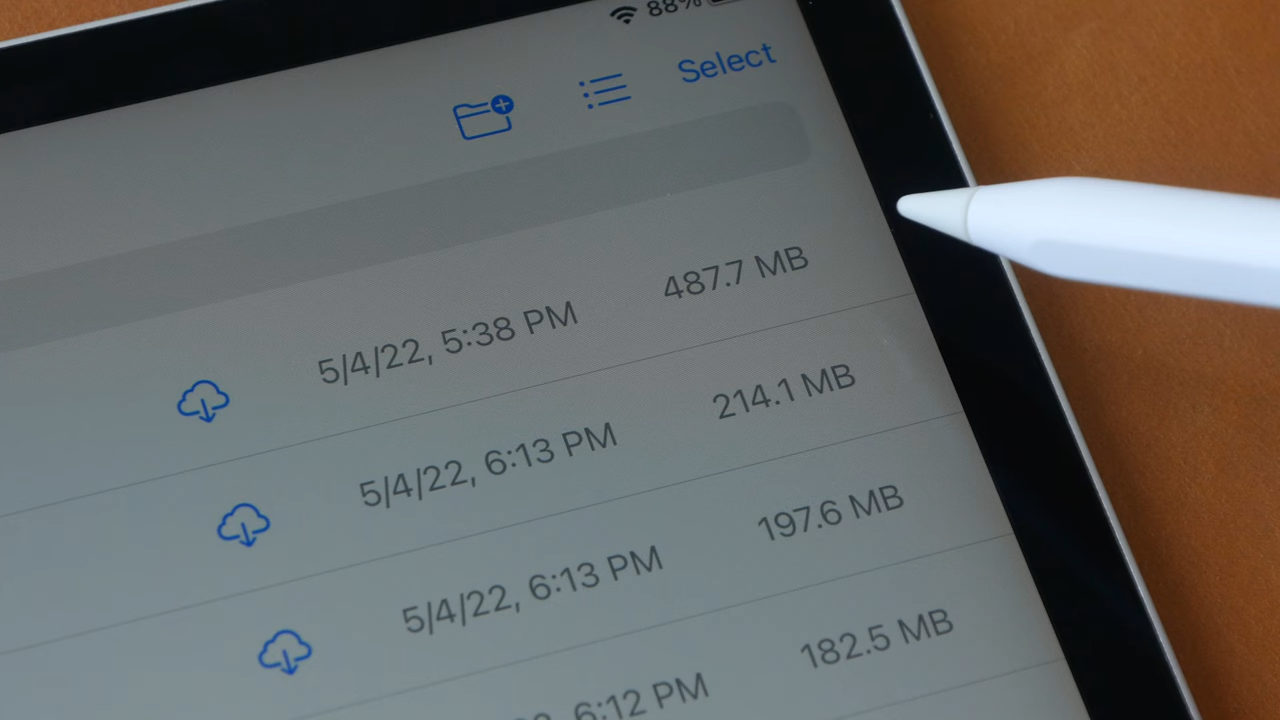 88%
Select
5/4/22, 5:38 PM 487.7 MB
5/4/22, 6:13 PM 214.1 MB
5/4/22, 6:13 PM 197.6 MB
6:12 PM 182.5 MB